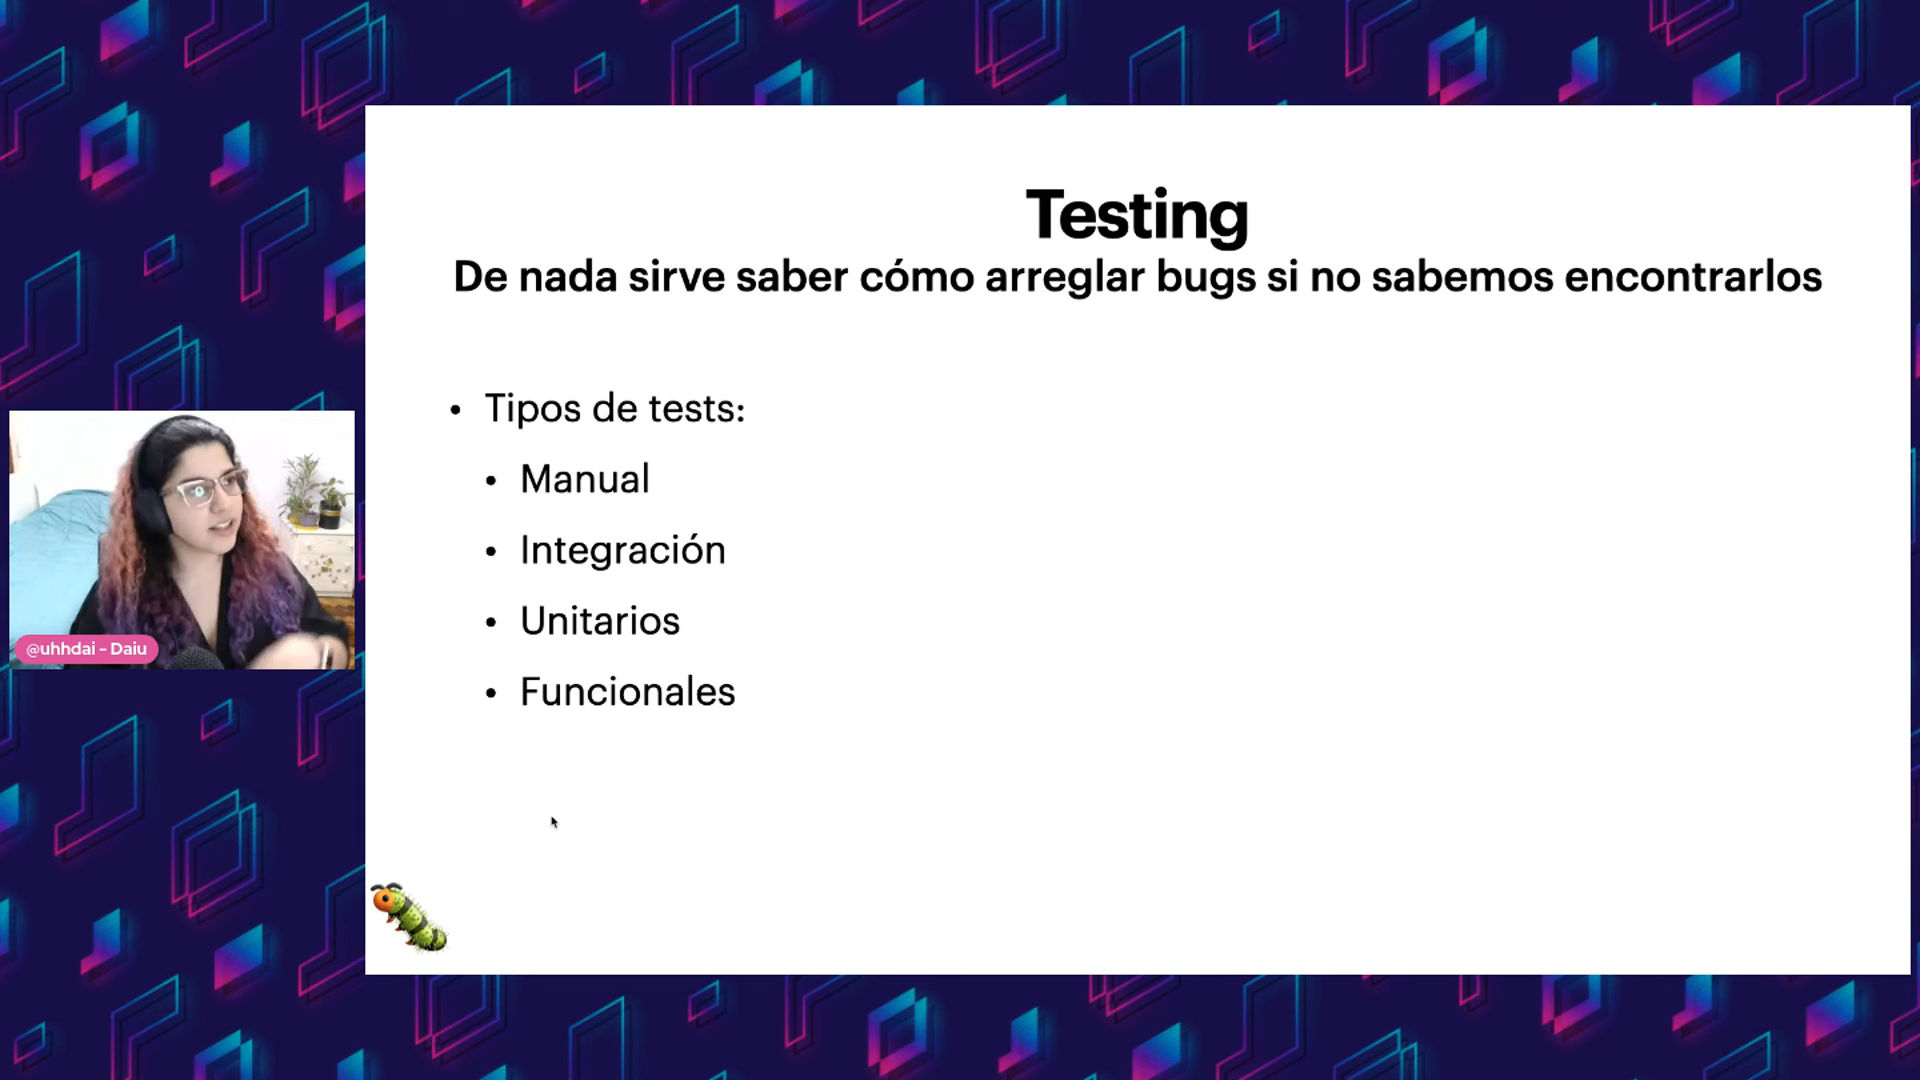 Testing
De nada sirve saber cómo arreglar bugs si no sabemos encontrarlos
• Tipos de tests:
• Manual
• Integración
• Unitarios
• Funcionales
@uhhdai - Daiu